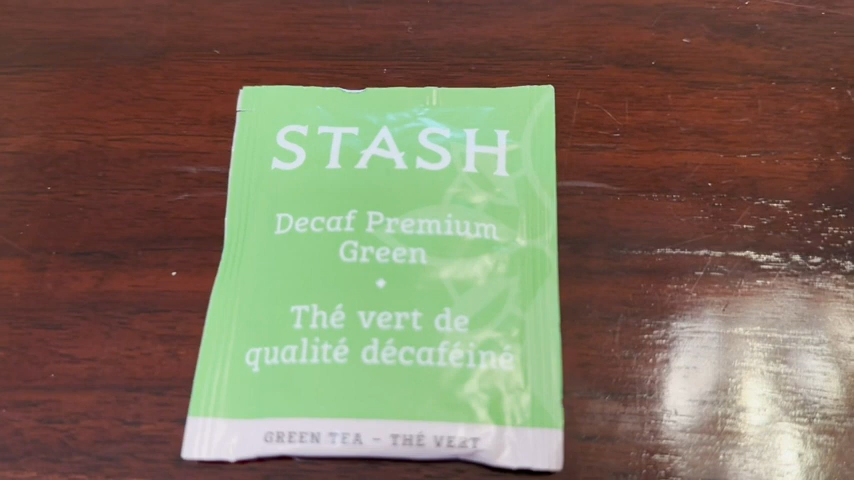 STASH
Decaf Premium
Green
Thé vert de
qualité décaféiné
GREEN TEA - THÉ VERT